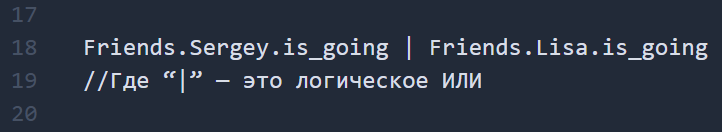 17
18 Friends.Sergey.is_going | Friends.Lisa.is_going
19 //Где “|” — это логическое ИЛИ
20